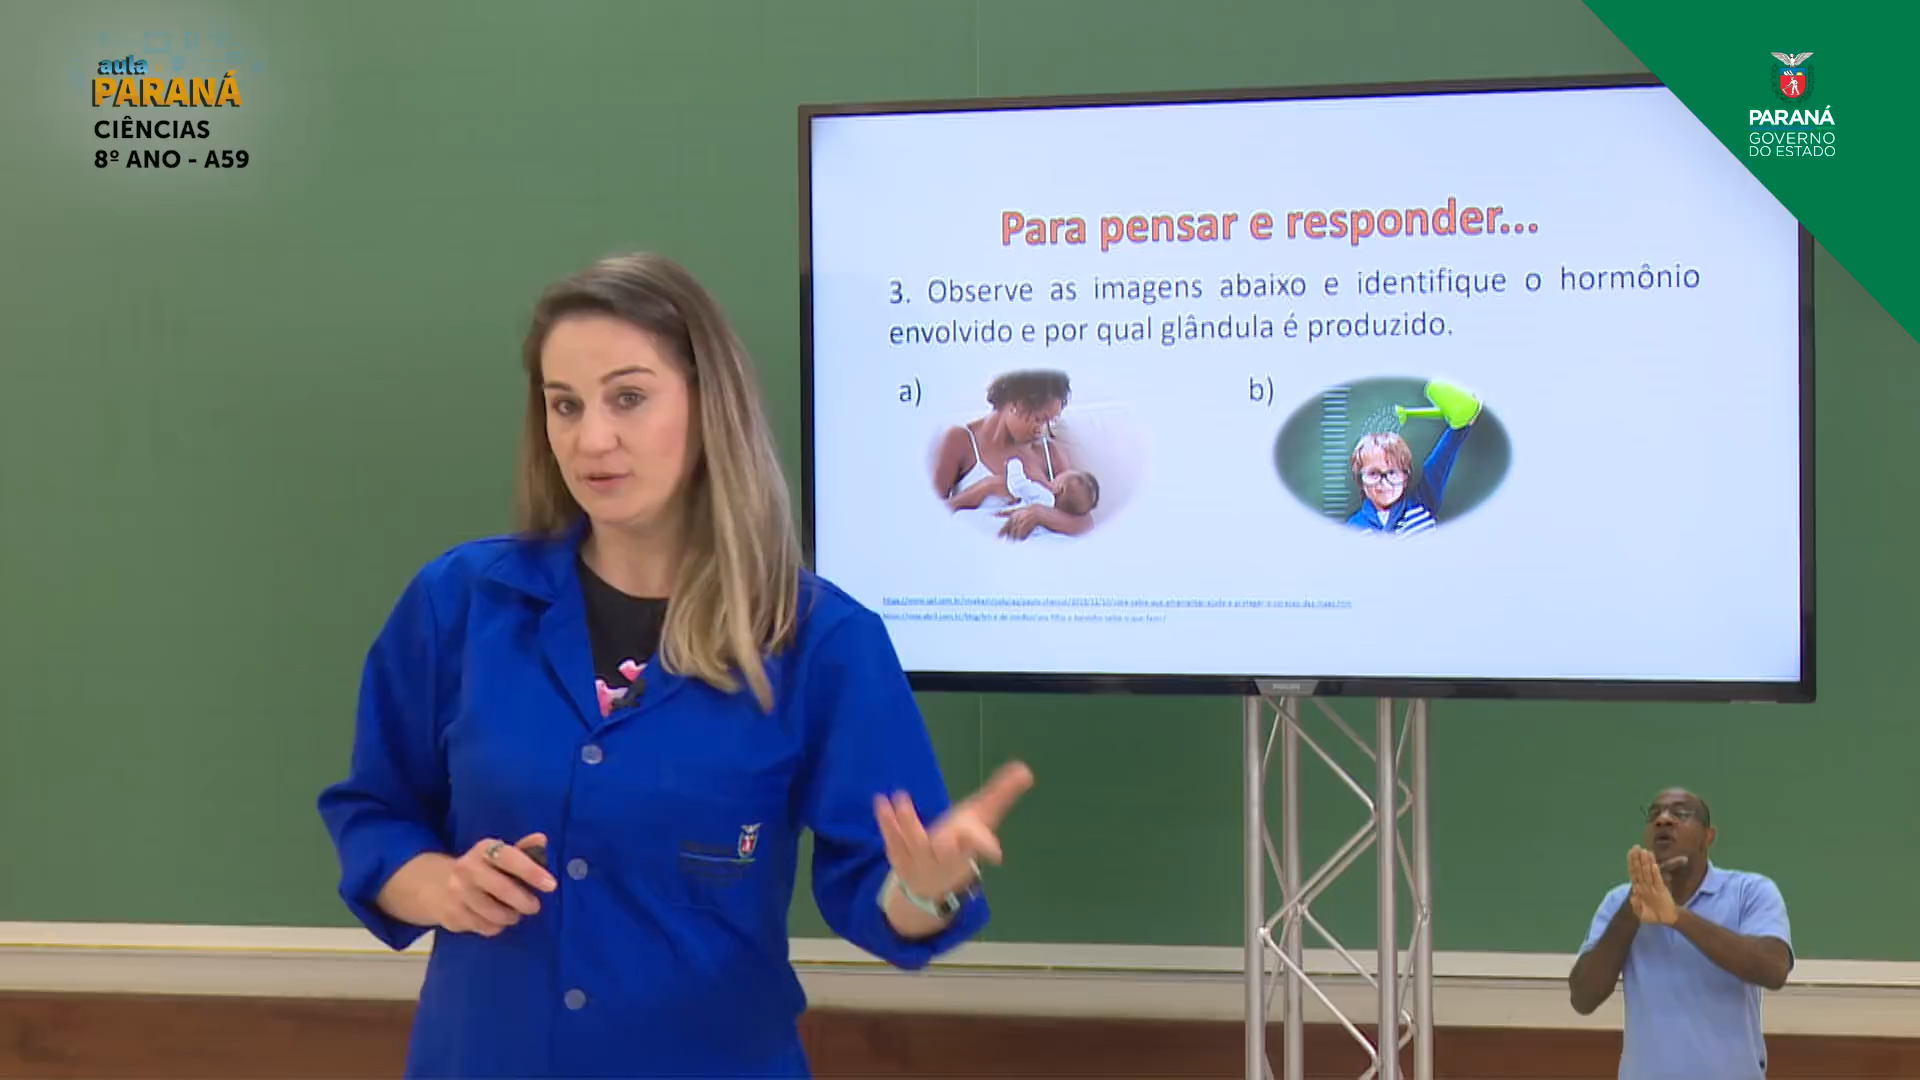 aula
PARANÁ
CIÊNCIAS
8º ANO - A59
PARANÁ
GOVERNO
DO ESTADO
Para pensar e responder...
3. Observe as imagens abaixo e identifique o hormônio
envolvido e por qual glândula é produzido.
a)
b)